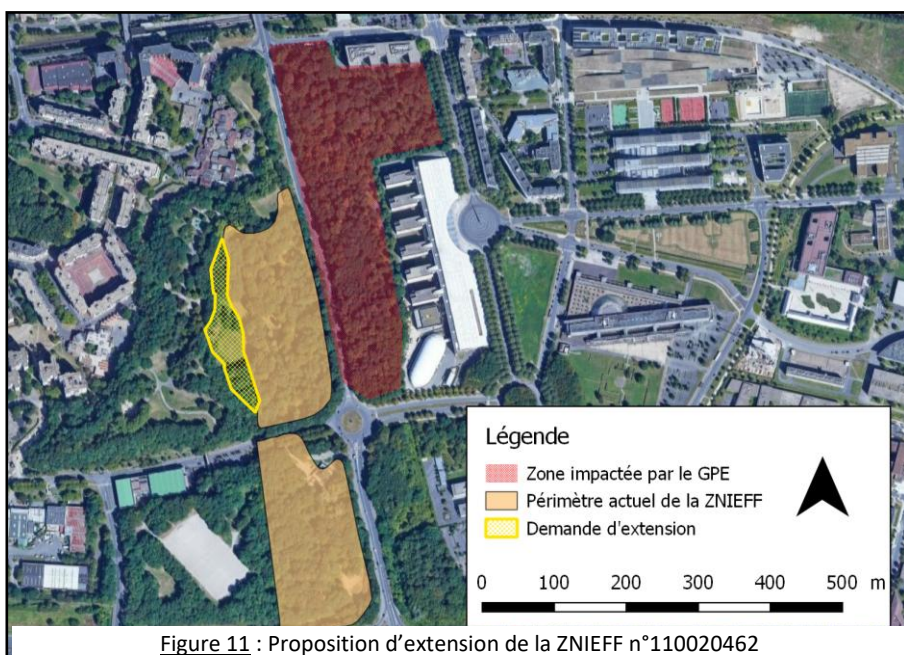 Légende
Zone impactée par le GPE
Périmètre actuel de la ZNIEFF
Demande d'extension
0 100 200 300 400 500 m
Figure 11 : Proposition d'extension de la ZNIEFF n°110020462